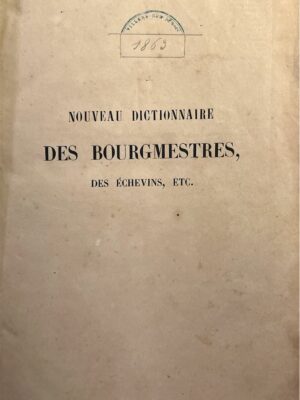 1863
NOUVEAU DICTIONNAIRE
DES BOURGMESTRES,
DES ÉCHEVINS, ETC.